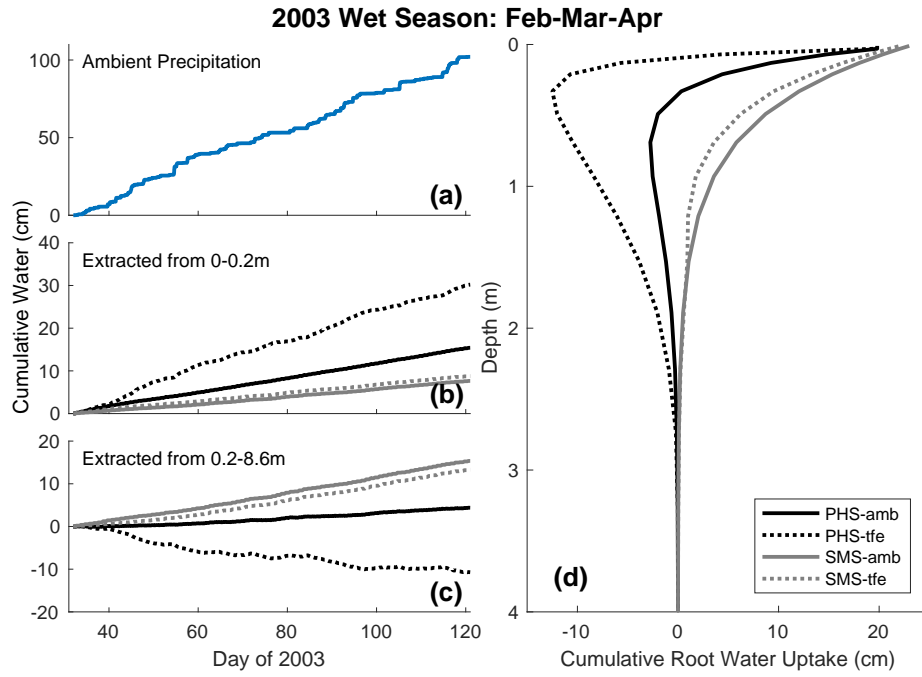 2003 Wet Season: Feb-Mar-Apr
Cumulative Water (cm)
100
50
0
Ambient Precipitation
(a)
40
30
20
10
0
Extracted from 0-0.2m
(b)
20
10
0
-10
-20
Extracted from 0.2-8.6m
(c)
40
60
80
100
120
Day of 2003
Depth (m)
0
1
2
3
4
(d)
PHS-amb
PHS-tfe
SMS-amb
SMS-tfe
-10
0
10
20
Cumulative Root Water Uptake (cm)